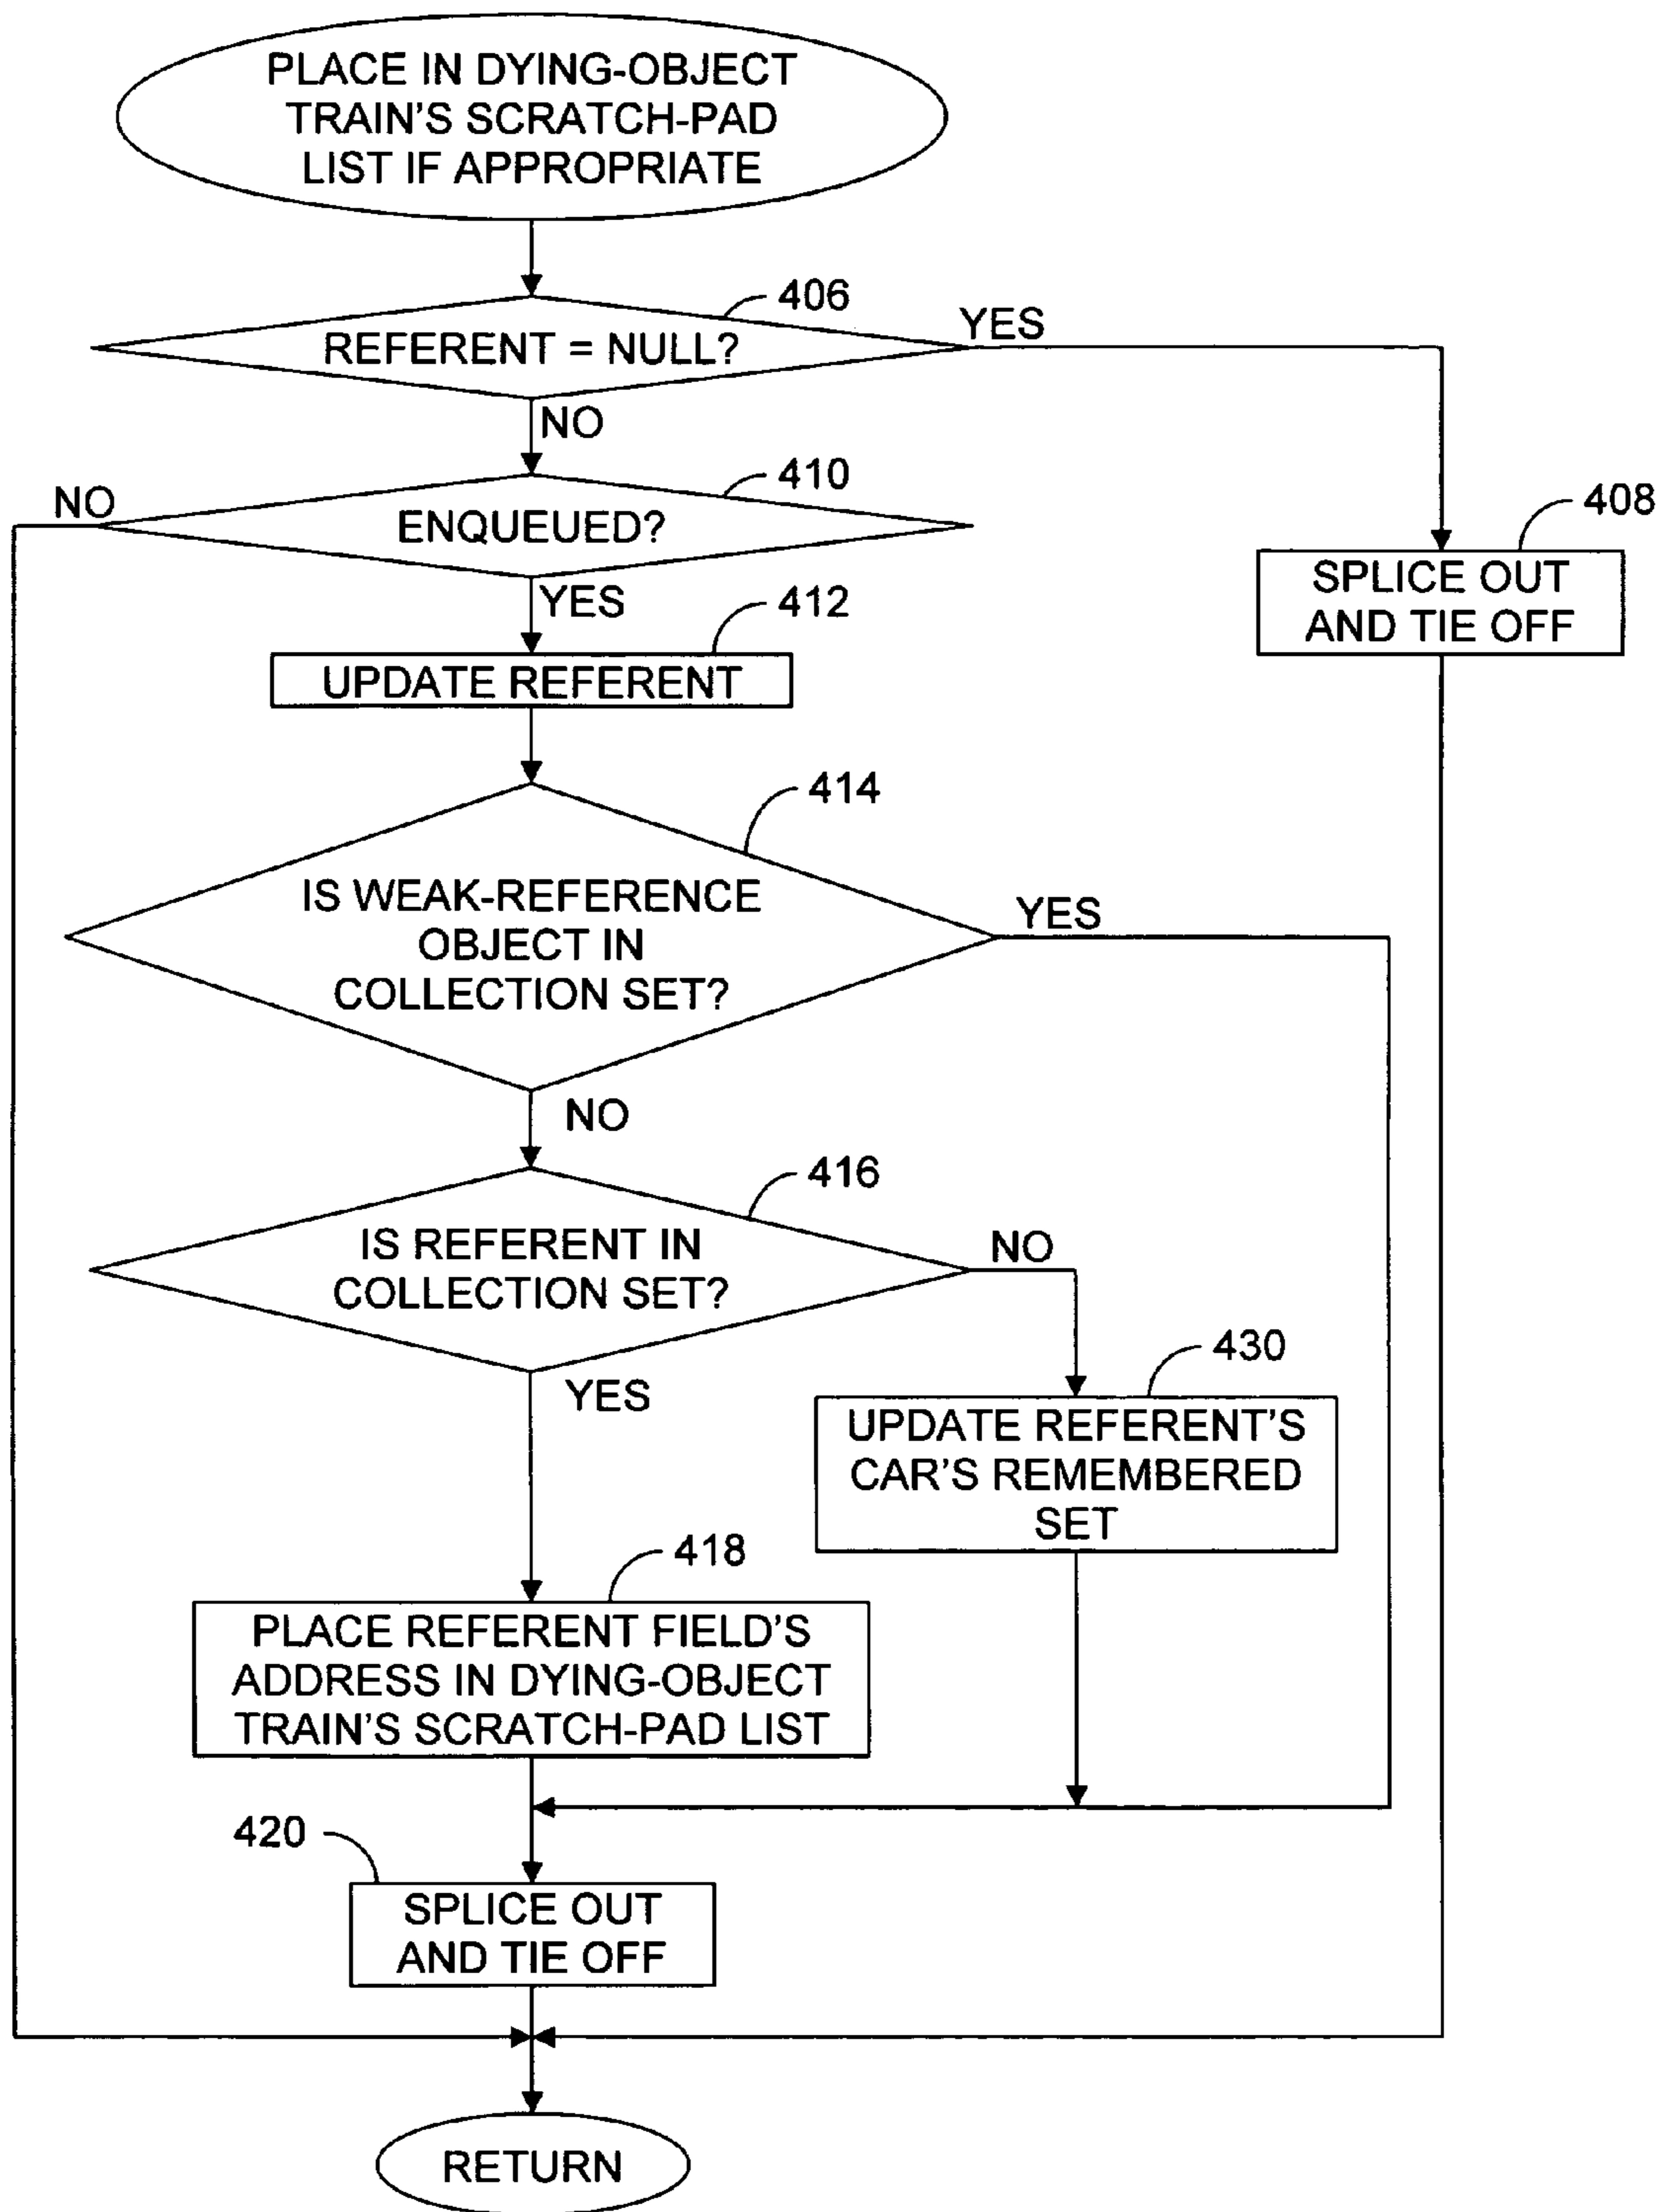 PLACE IN DYING-OBJECT
TRAIN'S SCRATCH-PAD
LIST IF APPROPRIATE
406
REFERENT = NULL?
YES
NO
410
NO
ENQUEUED?
408
SPLICE OUT
AND TIE OFF
YES
412
UPDATE REFERENT
414
IS WEAK-REFERENCE
OBJECT IN
COLLECTION SET?
YES
NO
416
IS REFERENT IN
COLLECTION SET?
NO
YES
430
UPDATE REFERENT'S
CAR'S REMEMBERED
SET
418
PLACE REFERENT FIELD'S
ADDRESS IN DYING-OBJECT
TRAIN'S SCRATCH-PAD LIST
420
SPLICE OUT
AND TIE OFF
RETURN